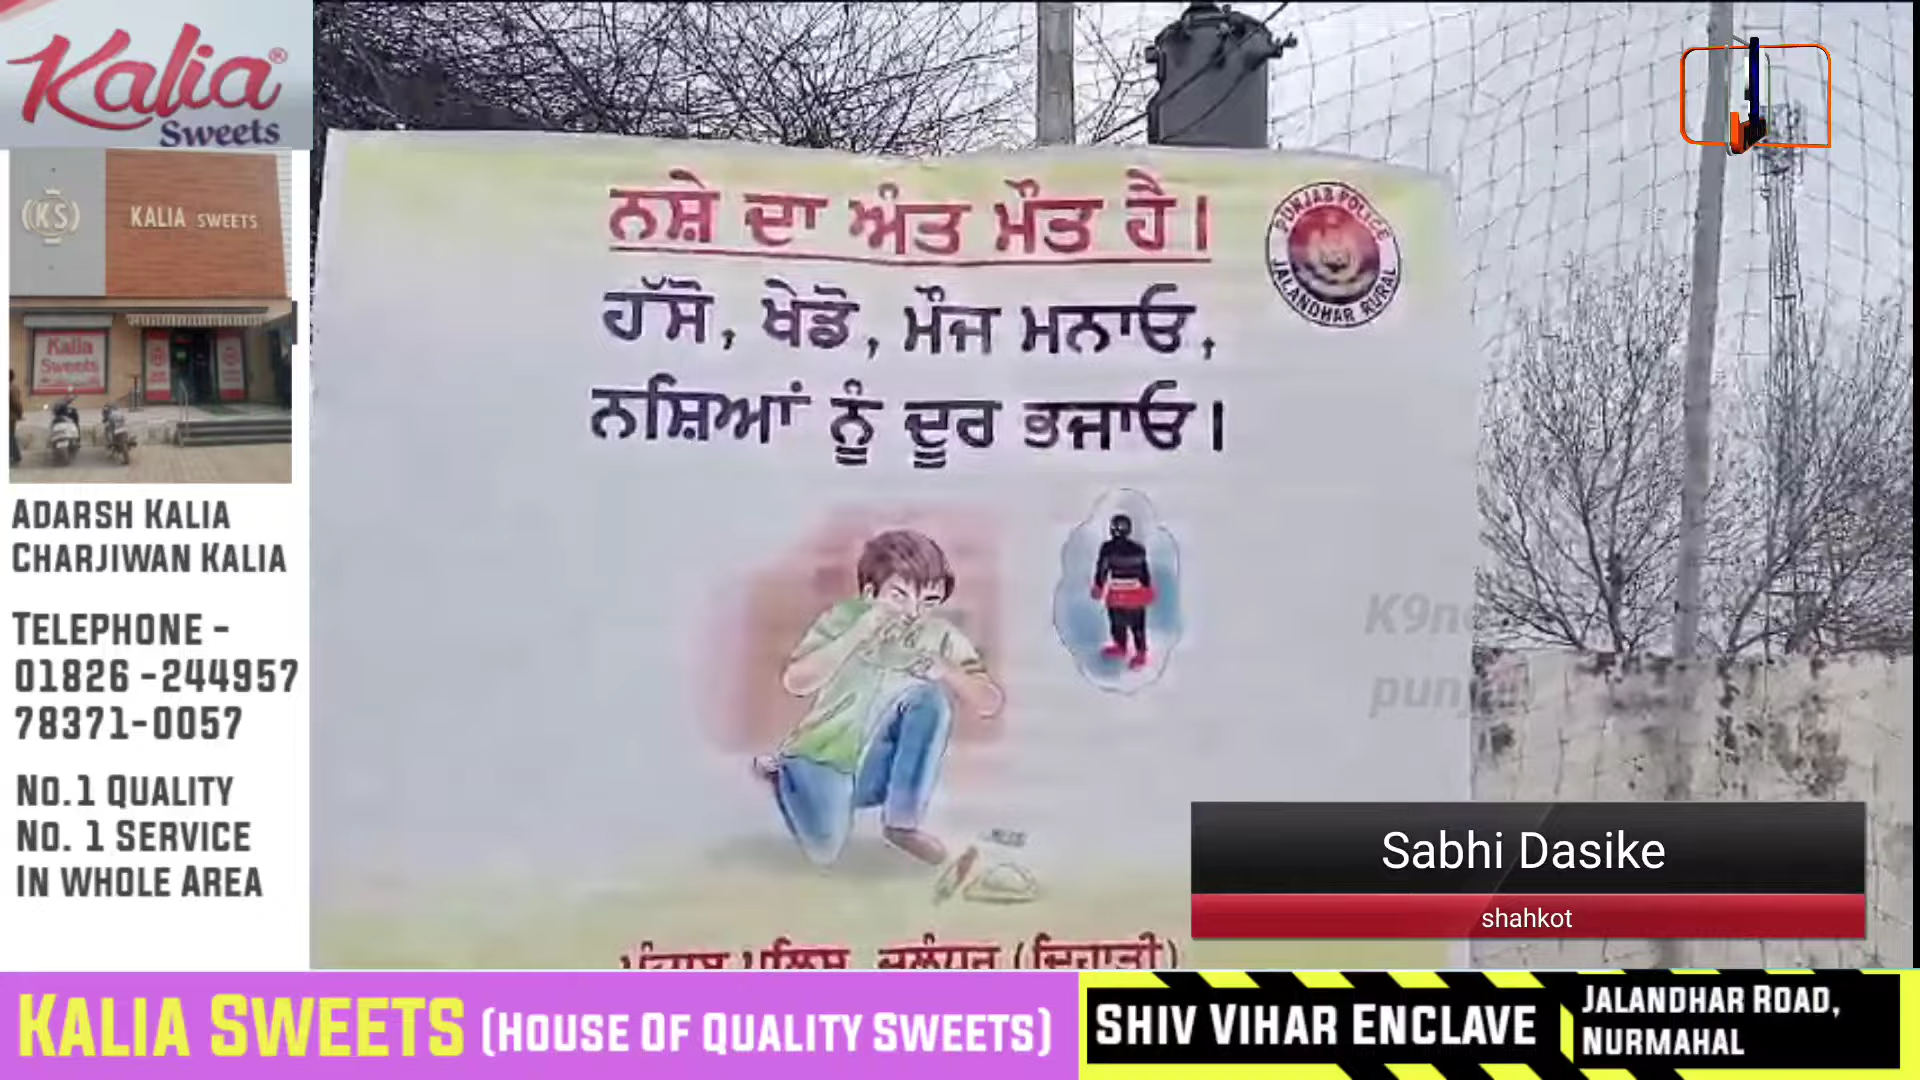 Kalia®
Sweets
KS
KALIA SWEETS
Kalia
Sweets
ADARSH KALIA
CHARJIWAN KALIA
TELEPHONE -
01826 -244957
78371-0057
NO.1 QUALITY
NO. 1 SERVICE
IN WHOLE AREA
ਨਸ਼ੇ ਦਾ ਅੰਤ ਮੌਤ ਹੈ।
ਹੱਸੋ, ਖੇਡੋ, ਮੌਜ ਮਨਾਓ,
ਨਸ਼ਿਆਂ ਨੂੰ ਦੂਰ ਭਜਾਓ।
PUNJAB POLICE
JALANDHAR RURAL
ਪੰਜਾਬ ਪੁਲਿਸ, ਜਲੰਧਰ (ਦਿਹਾਤੀ)
Sabhi Dasike
shahkot
KALIA SWEETS (HOUSE OF QUALITY SWEETS)
SHIV VIHAR ENCLAVE
JALANDHAR ROAD,
NURMAHAL